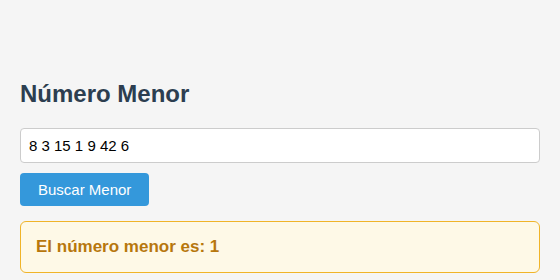 Número Menor
8 3 15 1 9 42 6
Buscar Menor
El número menor es: 1